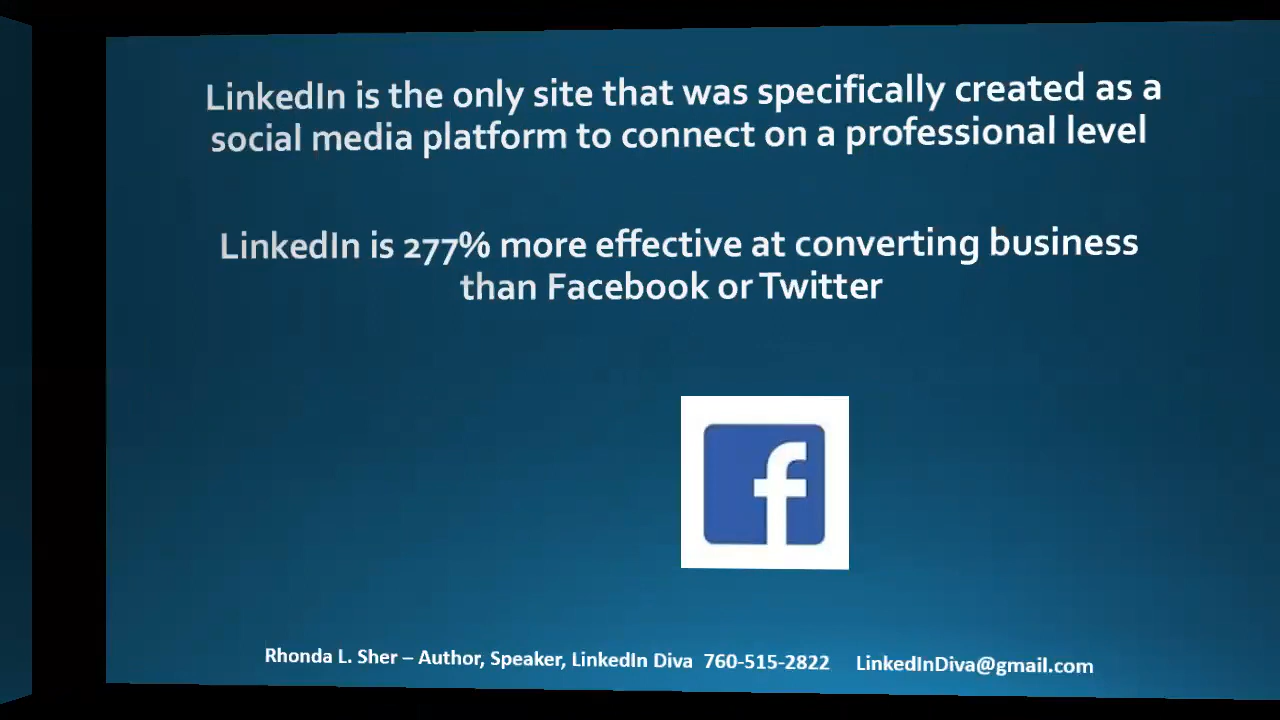 LinkedIn is the only site that was specifically created as a
social media platform to connect on a professional level
LinkedIn is 277% more effective at converting business
than Facebook or Twitter
f
Rhonda L. Sher – Author, Speaker, LinkedIn Diva 760-515-2822 LinkedInDiva@gmail.com